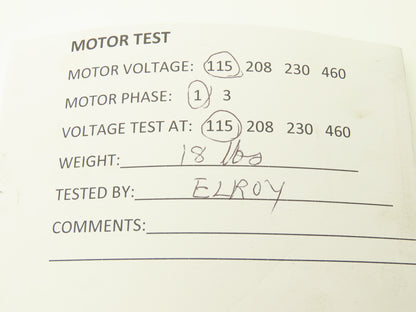 MOTOR TEST
MOTOR VOLTAGE: 115 208 230 460
MOTOR PHASE: 1 3
VOLTAGE TEST AT: 115 208 230 460
WEIGHT: 18 lbs
TESTED BY: ELROY
COMMENTS: